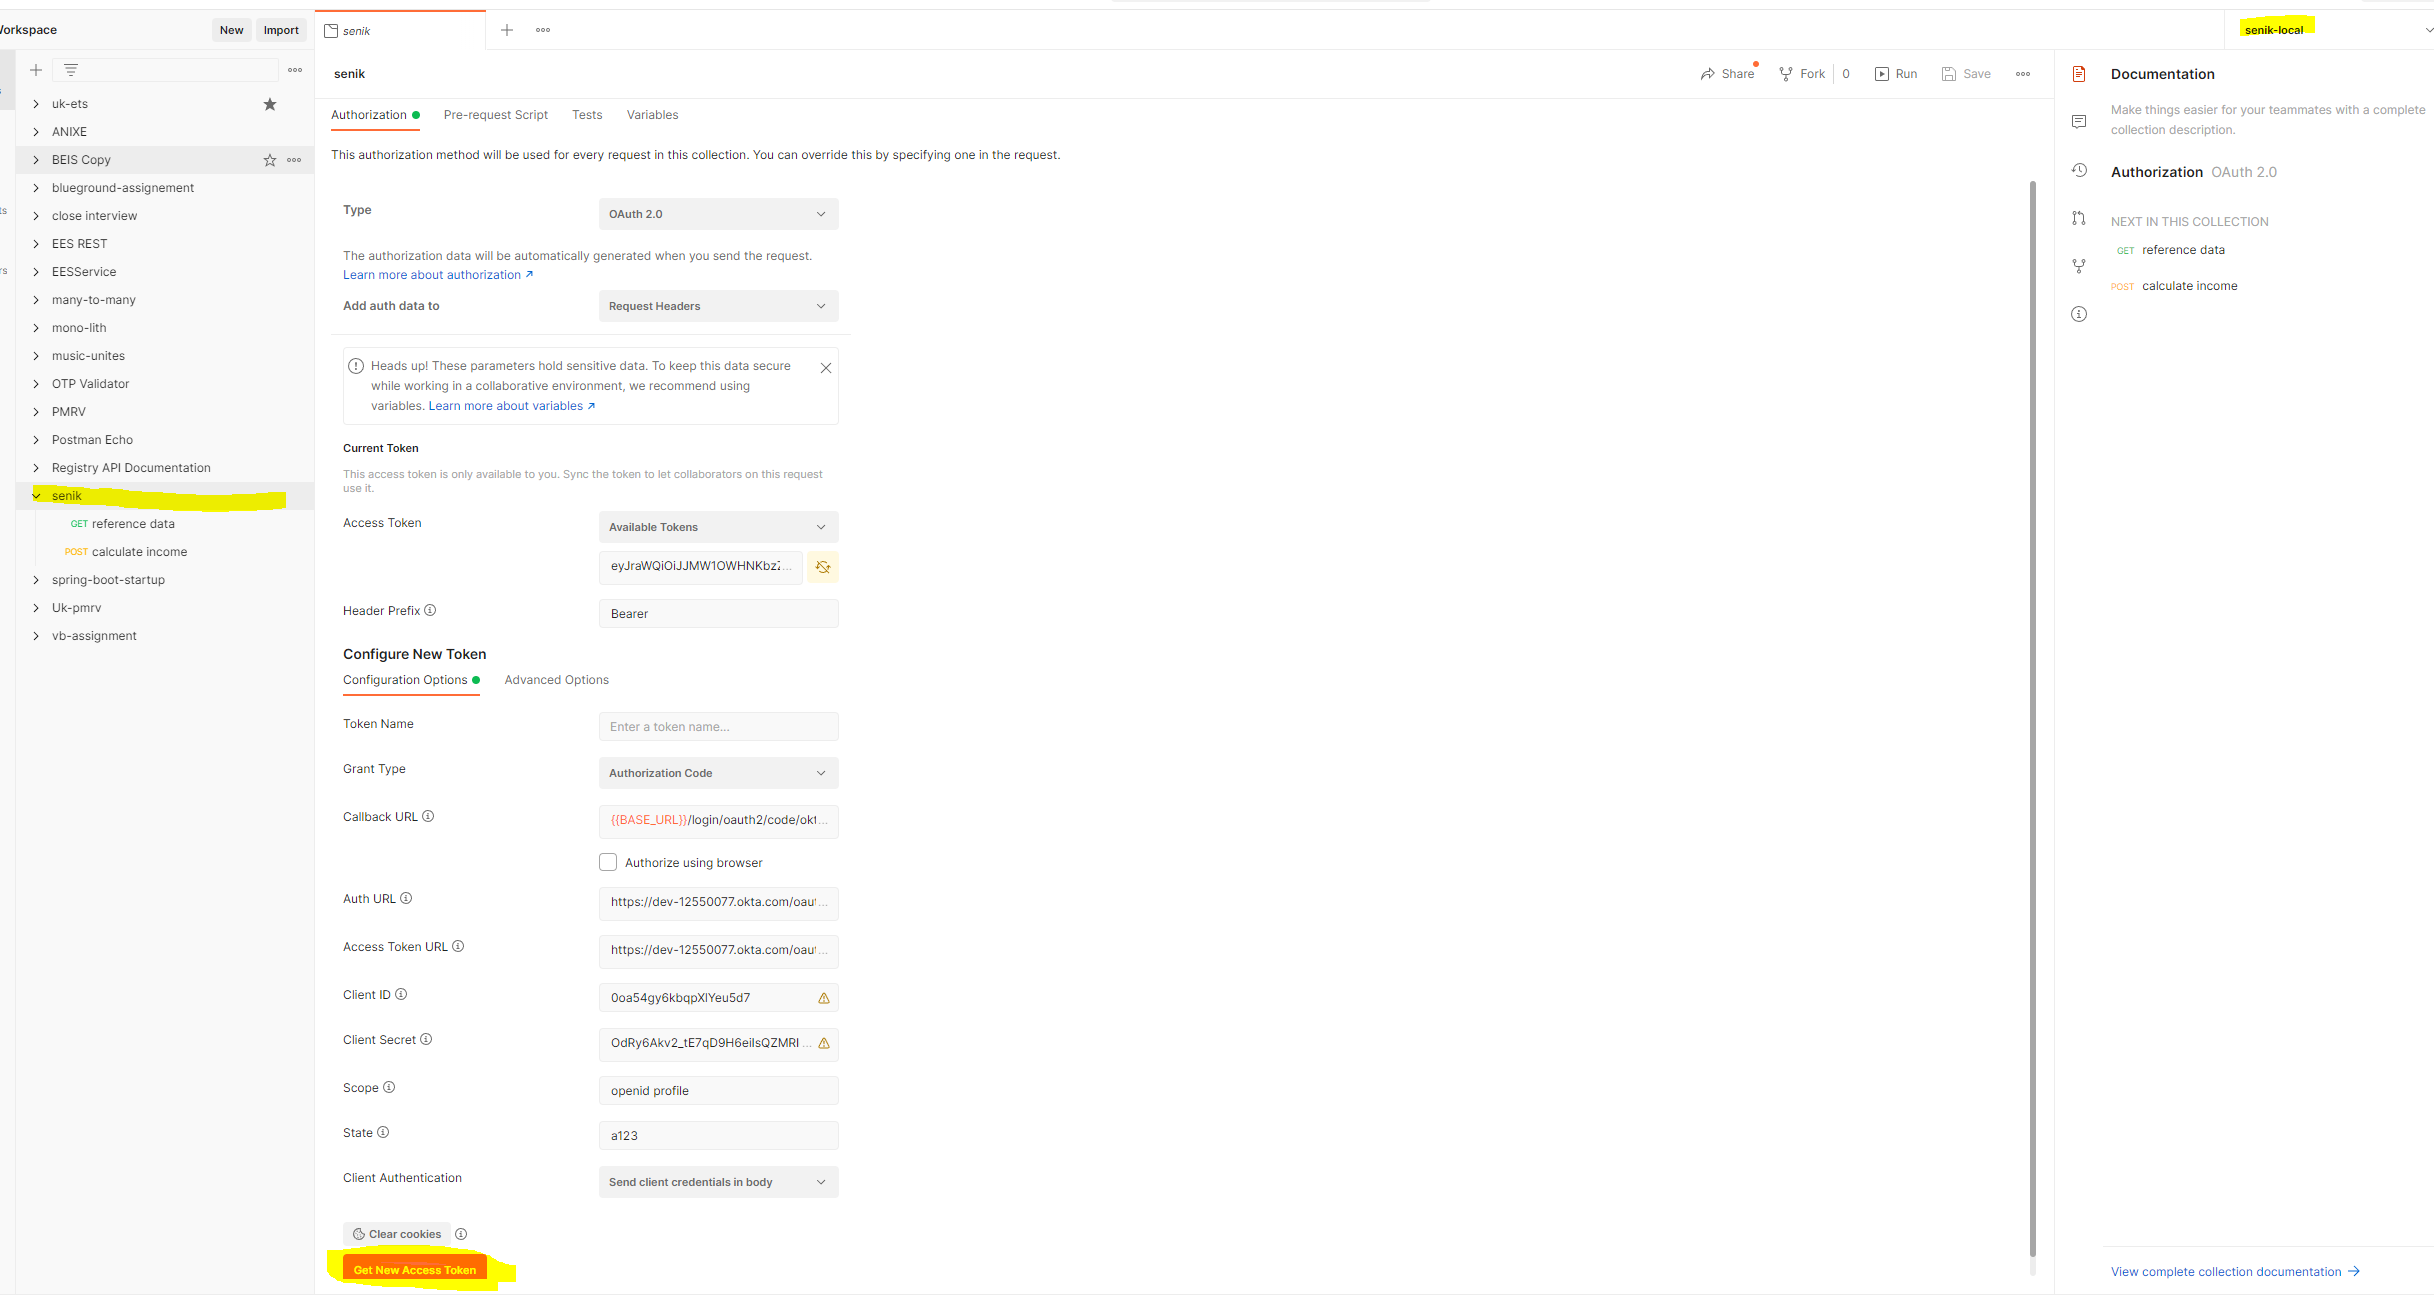 Workspace
New
Import
senik
senik-local
senik
Share
Fork
0
Run
Save
Documentation
Make things easier for your teammates with a complete
collection description.
Authorization OAuth 2.0
NEXT IN THIS COLLECTION
GET reference data
POST calculate income
View complete collection documentation
uk-ets
ANIXE
BEIS Copy
blueground-assignement
close interview
EES REST
EESService
many-to-many
mono-lith
music-unites
OTP Validator
PMRV
Postman Echo
Registry API Documentation
senik
GET reference data
POST calculate income
spring-boot-startup
Uk-pmrv
vb-assignment
Authorization
Pre-request Script
Tests
Variables
This authorization method will be used for every request in this collection. You can override this by specifying one in the request.
Type
OAuth 2.0
The authorization data will be automatically generated when you send the request.
Learn more about authorization
Add auth data to
Request Headers
Heads up! These parameters hold sensitive data. To keep this data secure
while working in a collaborative environment, we recommend using
variables. Learn more about variables
Current Token
This access token is only available to you. Sync the token to let collaborators on this request
use it.
Access Token
Available Tokens
Header Prefix
Bearer
Configure New Token
Configuration Options
Advanced Options
Token Name
Enter a token name...
Grant Type
Authorization Code
Callback URL
{{BASE_URL}}/login/oauth2/code/okt...
Authorize using browser
Auth URL
https://dev-12550077.okta.com/oaut...
Access Token URL
https://dev-12550077.okta.com/oaut...
Client ID
Client Secret
Scope
openid profile
State
a123
Client Authentication
Send client credentials in body
Clear cookies
Get New Access Token